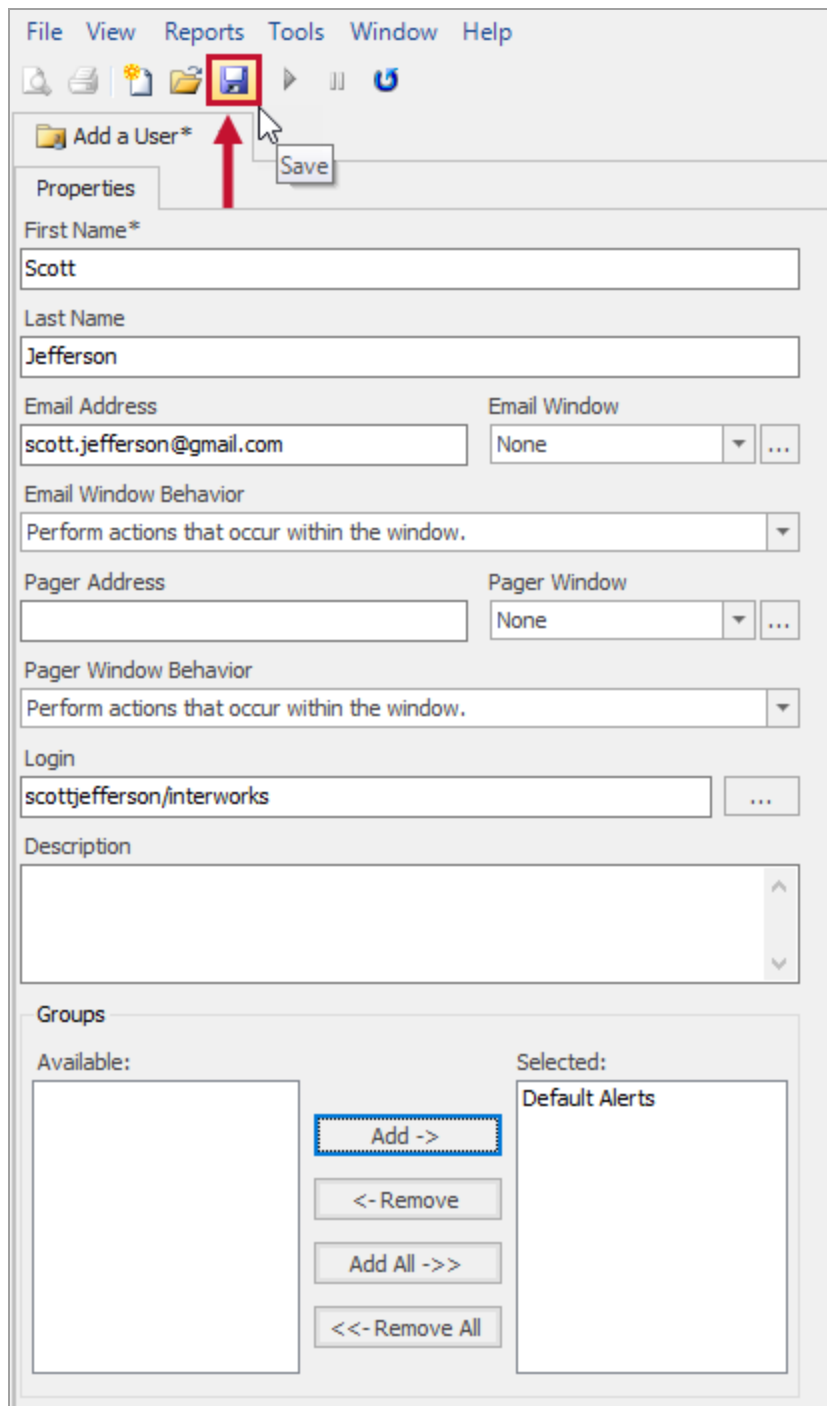 File View Reports Tools Window Help
Add a User*
Save
Properties
First Name*
Scott
Last Name
Jefferson
Email Address Email Window
scott.jefferson@gmail.com None ...
Email Window Behavior
Perform actions that occur within the window.
Pager Address Pager Window
None ...
Pager Window Behavior
Perform actions that occur within the window.
Login
scottjefferson/interworks ...
Description
Groups
Available: Selected:
Default Alerts
Add ->
<- Remove
Add All ->>
<<- Remove All